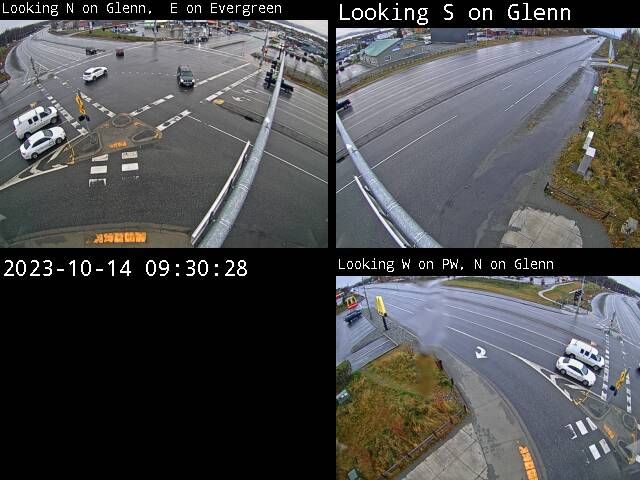 Looking N on Glenn,  E on Evergreen
Looking S on Glenn
2023-10-14 09:30:28
Looking W on PW, N on Glenn